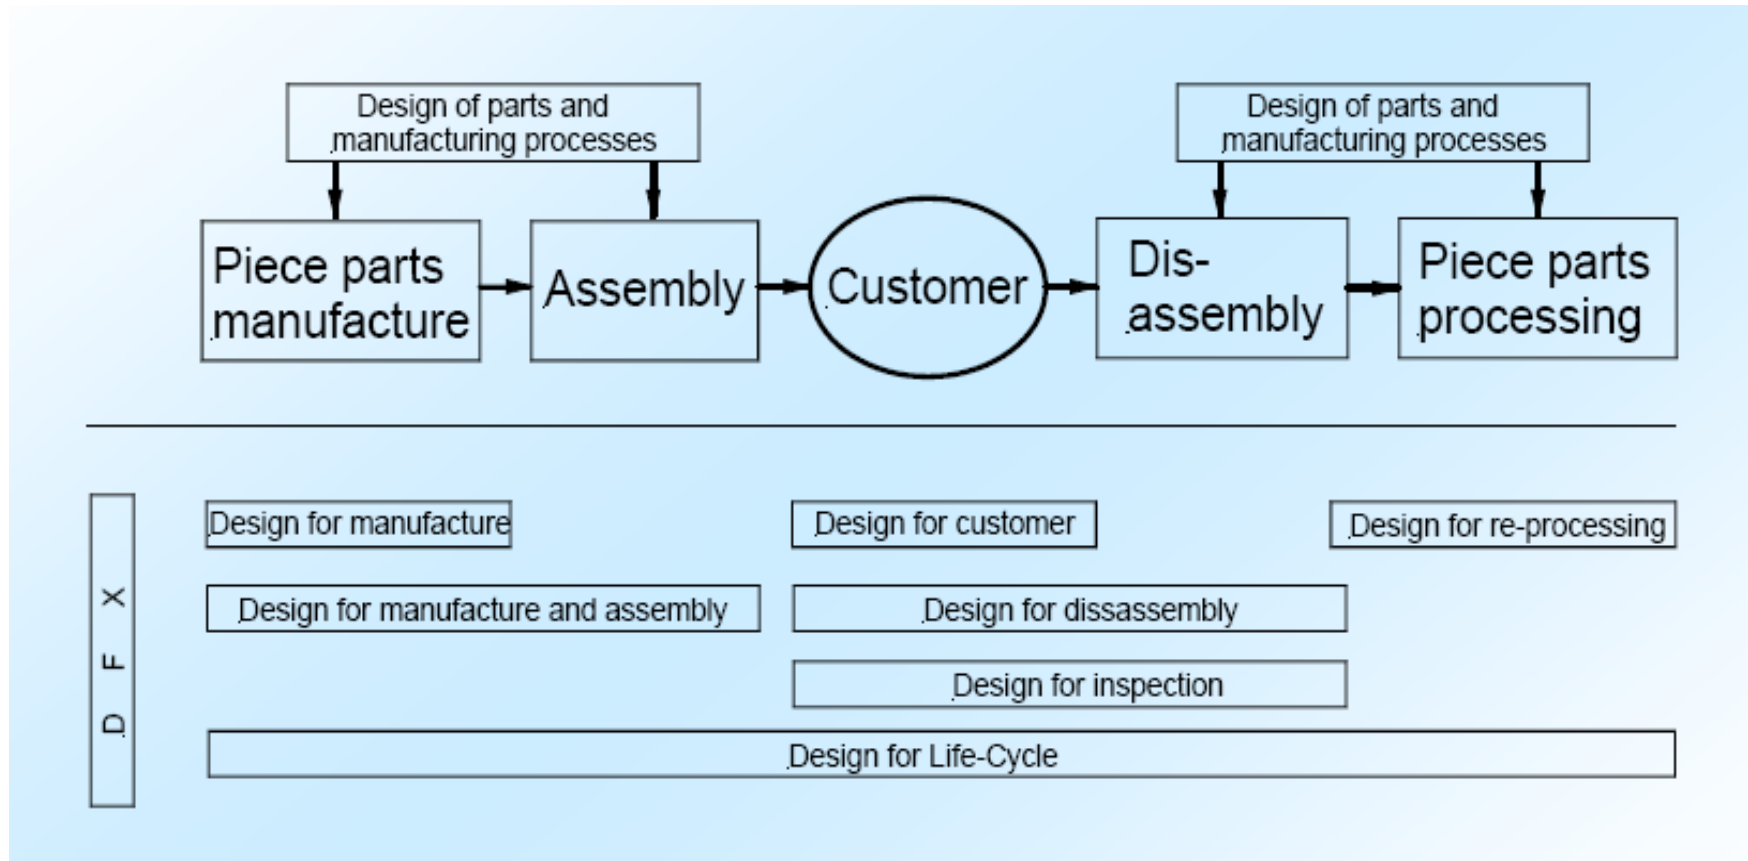 Design of parts and
manufacturing processes
Design of parts and
manufacturing processes
Piece parts
manufacture
Assembly
Customer
Dis-
assembly
Piece parts
processing
D F X
Design for manufacture
Design for customer
Design for re-processing
Design for manufacture and assembly
Design for dissassembly
Design for inspection
Design for Life-Cycle